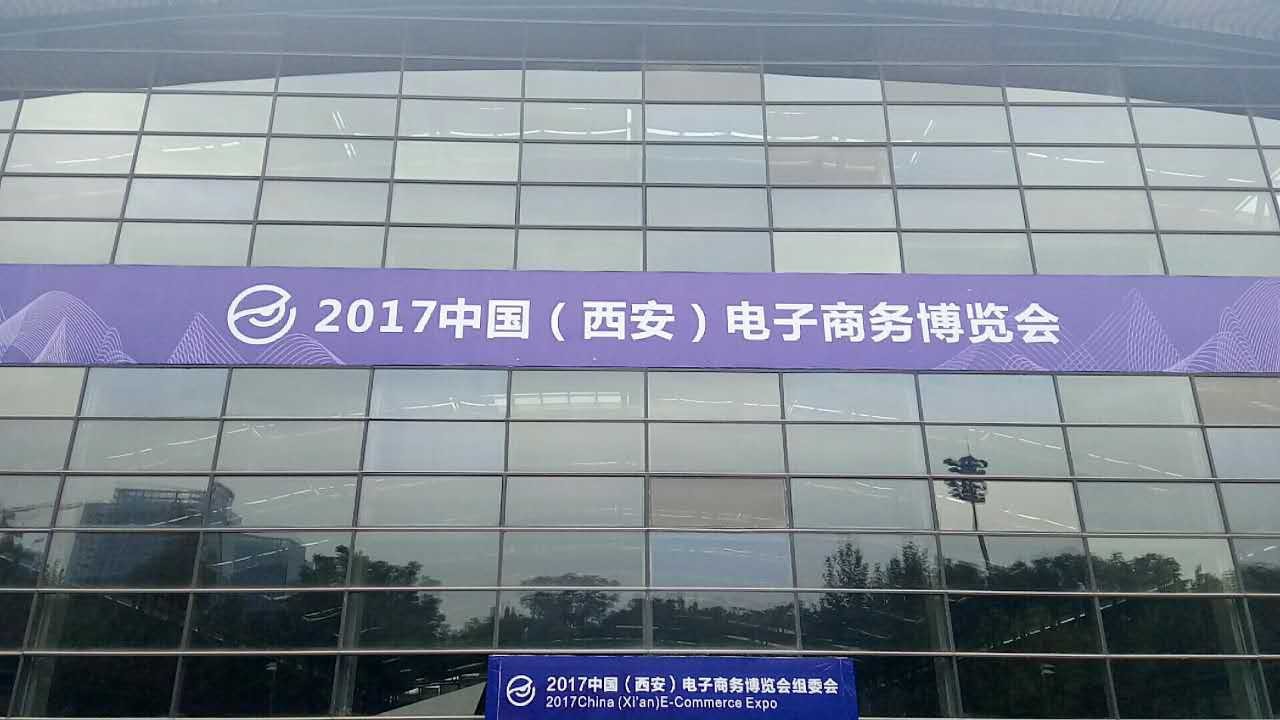 2017中国（西安）电子商务博览会
2017中国（西安）电子商务博览会组委会
2017China (XI'an)E-Commerce Expo